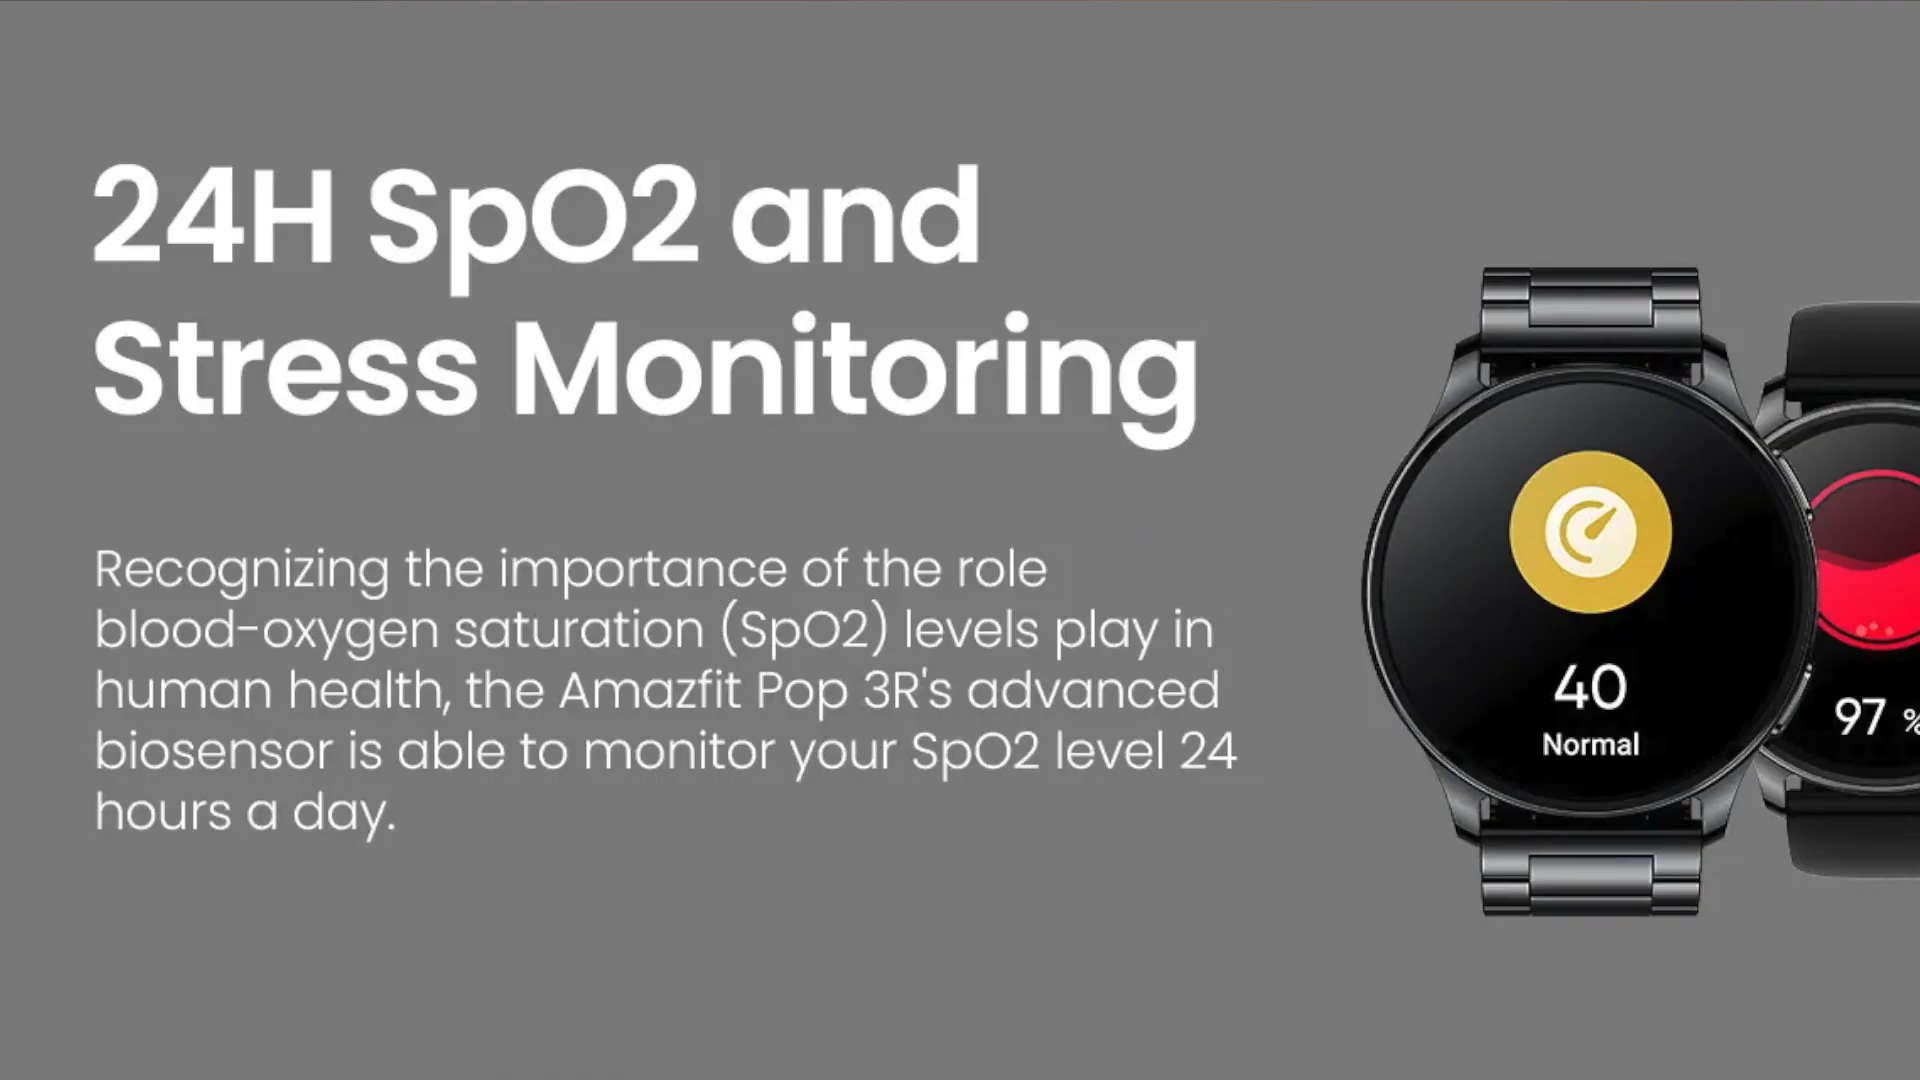 24H SpO2 and
Stress Monitoring
Recognizing the importance of the role
blood-oxygen saturation (SpO2) levels play in
human health, the Amazfit Pop 3R's advanced
biosensor is able to monitor your SpO2 level 24
hours a day.
40
Normal
97 %